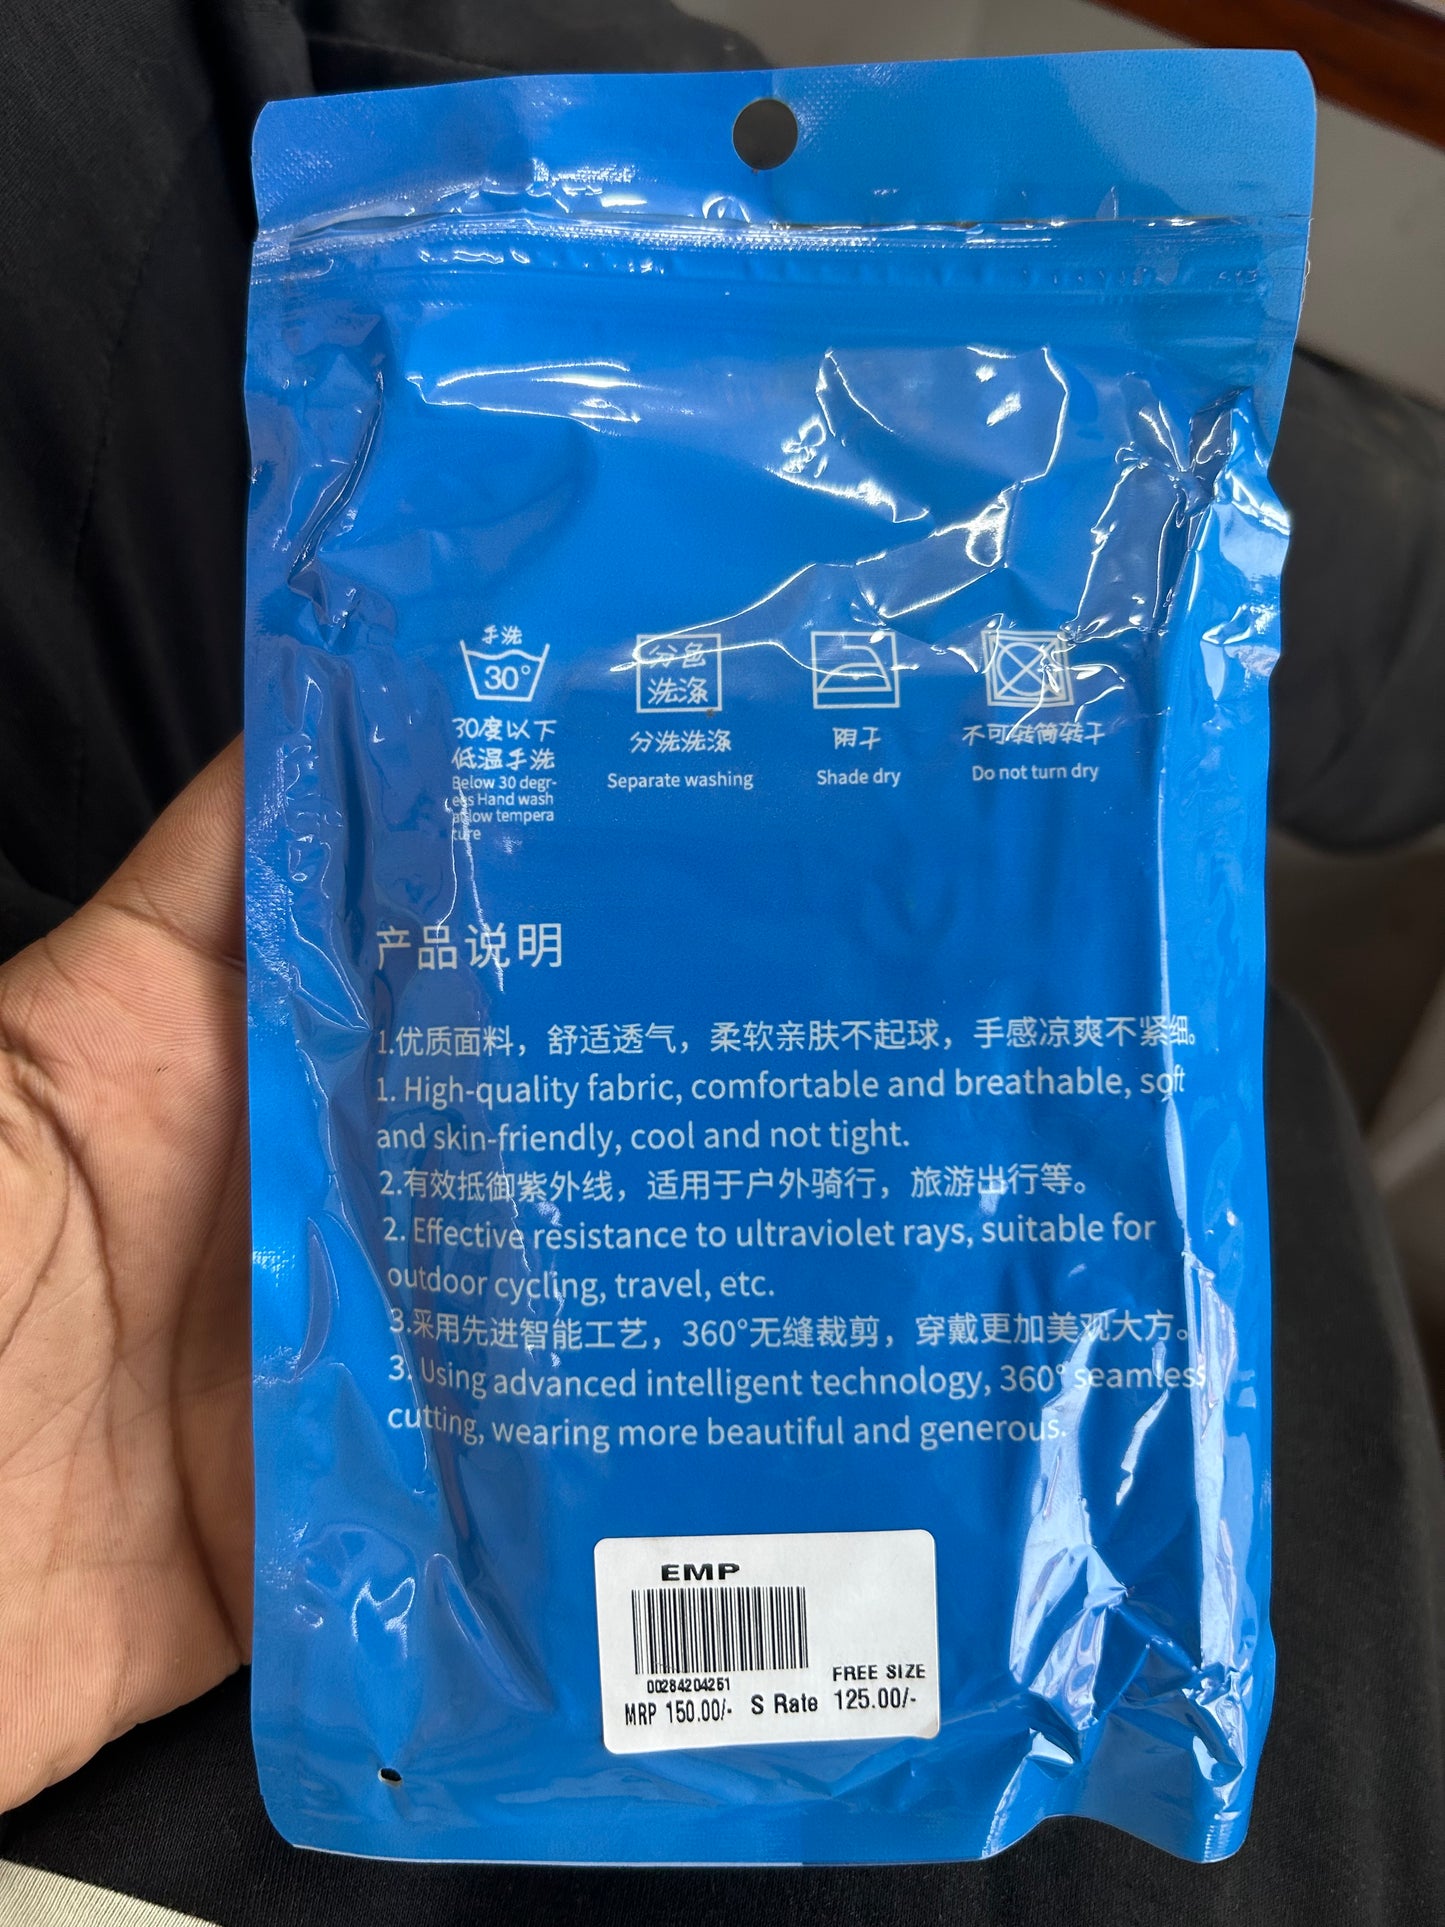 手洗
30°
30度以下
低温手洗
Below 30 degr-
ees Hand wash
at low tempera
ture
分色
洗涤
分洗洗涤
Separate washing
阴干
Shade dry
不可转筒转干
Do not turn dry
产品说明
1.优质面料，舒适透气，柔软亲肤不起球，手感凉爽不紧细。
1. High-quality fabric, comfortable and breathable, soft
and skin-friendly, cool and not tight.
2.有效抵御紫外线，适用于户外骑行，旅游出行等。
2. Effective resistance to ultraviolet rays, suitable for
outdoor cycling, travel, etc.
3.采用先进智能工艺，360°无缝裁剪，穿戴更加美观大方。
3. Using advanced intelligent technology, 360° seamless
cutting, wearing more beautiful and generous.
EMP
00284204251
FREE SIZE
MRP 150.00/- S Rate 125.00/-